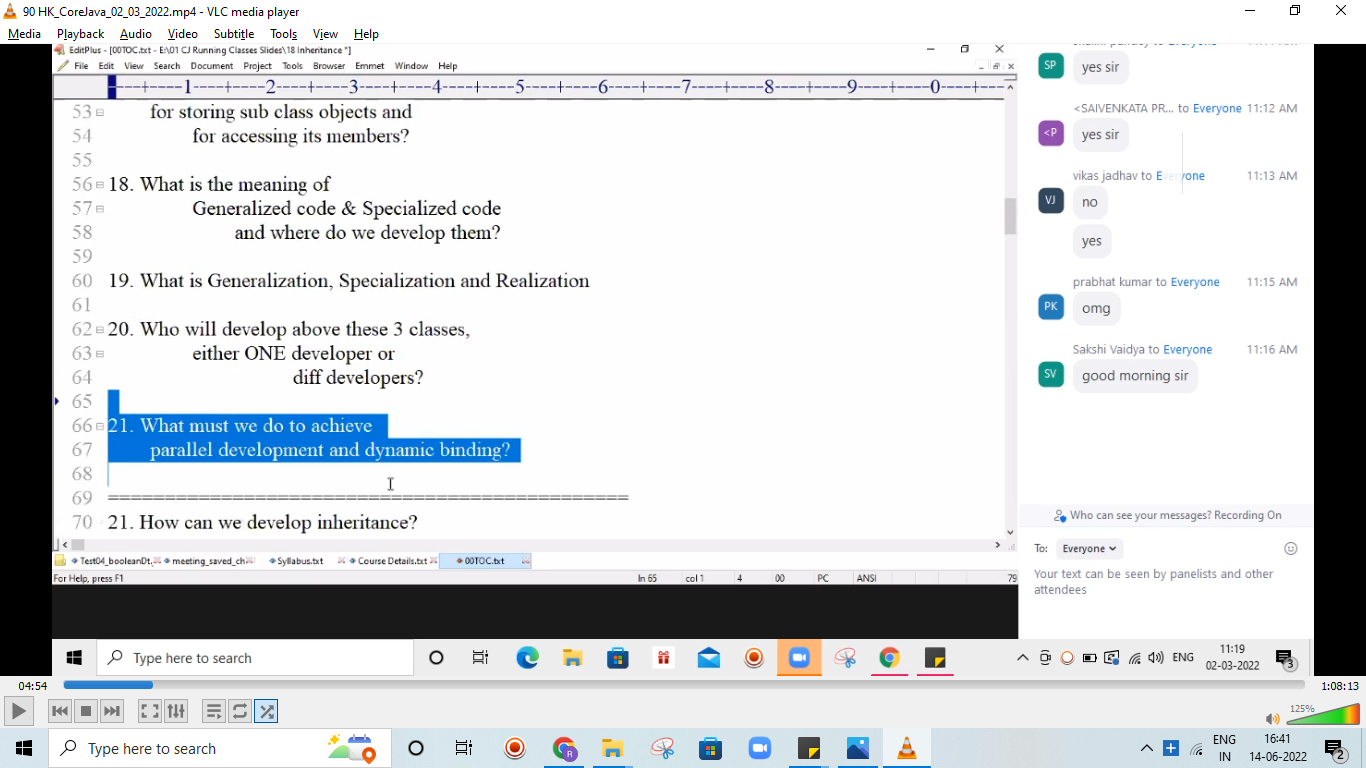 90 HK_CoreJava_02_03_2022.mp4 - VLC media player
Media Playback Audio Video Subtitle Tools View Help
EditPlus - [00TOC.txt - E:\01 CJ Running Classes Slides\18 Inheritance *]
File Edit View Search Document Project Tools Browser Emmet Window Help
----+----1----+----2----+----3----+----4----+----5----+----6----+----7----+----8----+----9----+----0----+---
53 for storing sub class objects and
54 for accessing its members?
55
56 18. What is the meaning of
57 Generalized code & Specialized code
58 and where do we develop them?
59
60 19. What is Generalization, Specialization and Realization
61
62 20. Who will develop above these 3 classes,
63 either ONE developer or
64 diff developers?
65
66 21. What must we do to achieve
67 parallel development and dynamic binding?
68
69 ==============================================
70 21. How can we develop inheritance?
Test04_booleanDt. meeting_saved_ch Syllabus.txt Course Details.txt 00TOC.txt
For Help, press F1 ln 65 col 1 4 00 PC ANSI 79
to Everyone
SP
yes sir
<SAIVENKATA PR... to Everyone 11:12 AM
<P
yes sir
vikas jadhav to Everyone 11:13 AM
VJ
no
yes
prabhat kumar to Everyone 11:15 AM
PK
omg
Sakshi Vaidya to Everyone 11:16 AM
SV
good morning sir
Who can see your messages? Recording On
To: Everyone
Your text can be seen by panelists and other
attendees
Type here to search
ENG
11:19
02-03-2022
3
04:54
1:08:13
125%
Type here to search
ENG
IN
16:41
14-06-2022
2